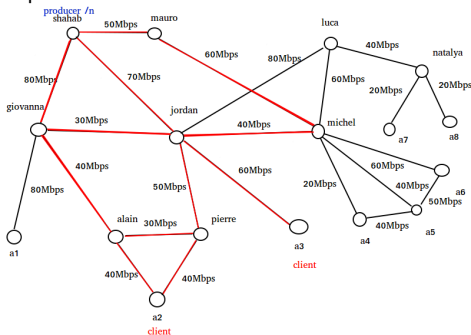 producer /n
shahab
50Mbps
mauro
luca
80Mbps
40Mbps
natalya
60Mbps
80Mbps
70Mbps
60Mbps
20Mbps
20Mbps
giovanna
jordan
30Mbps
40Mbps
michel
a7
a8
80Mbps
40Mbps
50Mbps
60Mbps
20Mbps
60Mbps
40Mbps
50Mbps
a6
alain
30Mbps
pierre
a3
a4
40Mbps
a5
a1
client
40Mbps
40Mbps
a2
client